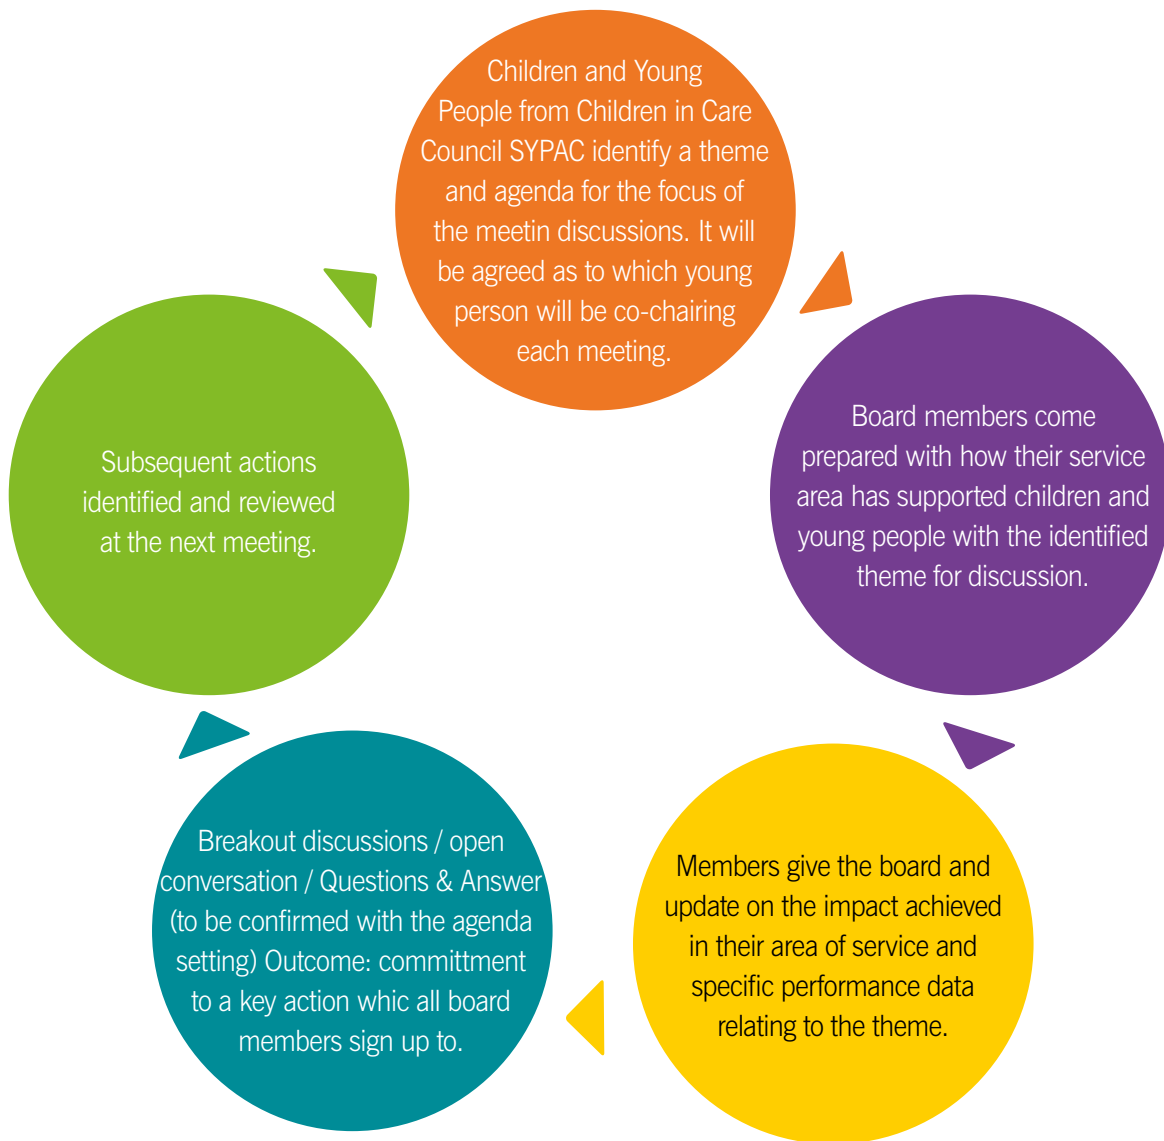 Children and Young
People from Children in Care
Council SYPAC identify a theme
and agenda for the focus of
the meetin discussions. It will
be agreed as to which young
person will be co-chairing
each meeting.
Board members come
prepared with how their service
area has supported children and
young people with the identified
theme for discussion.
Members give the board and
update on the impact achieved
in their area of service and
specific performance data
relating to the theme.
Breakout discussions / open
conversation / Questions & Answer
(to be confirmed with the agenda
setting) Outcome: committment
to a key action whic all board
members sign up to.
Subsequent actions
identified and reviewed
at the next meeting.